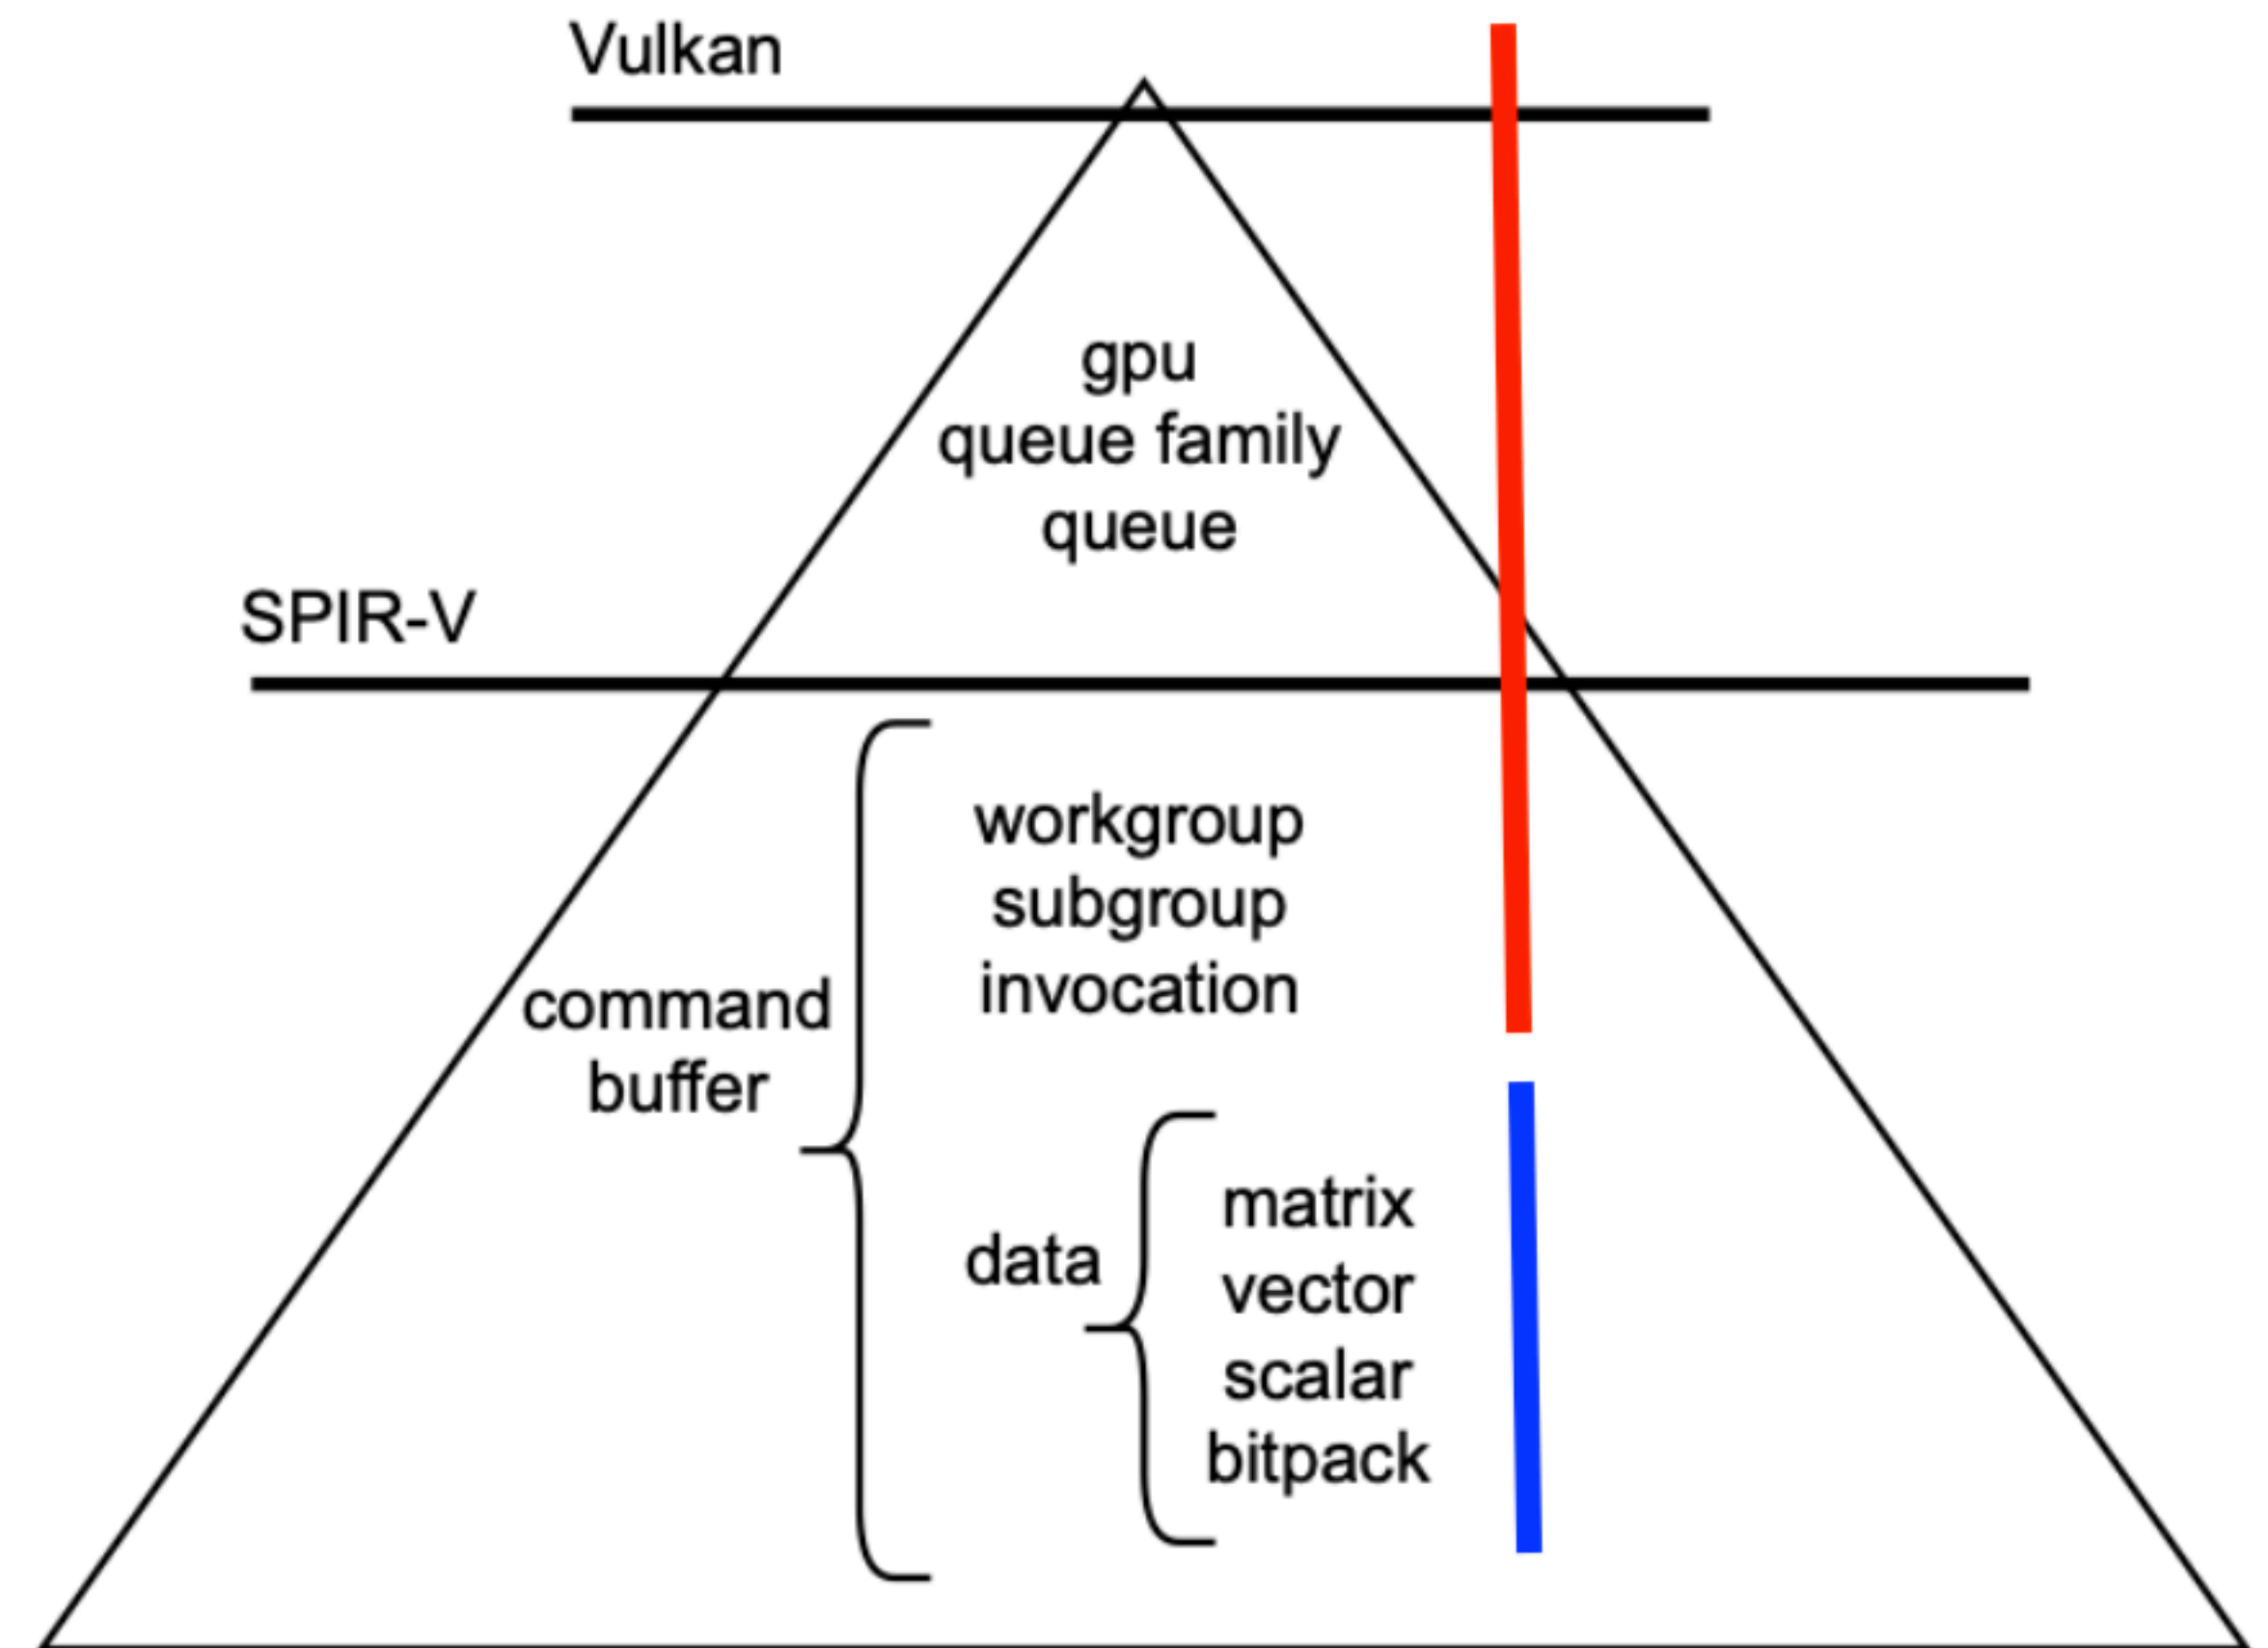 Vulkan
gpu
queue family
queue
SPIR-V
workgroup
subgroup
invocation
command
buffer
data
matrix
vector
scalar
bitpack